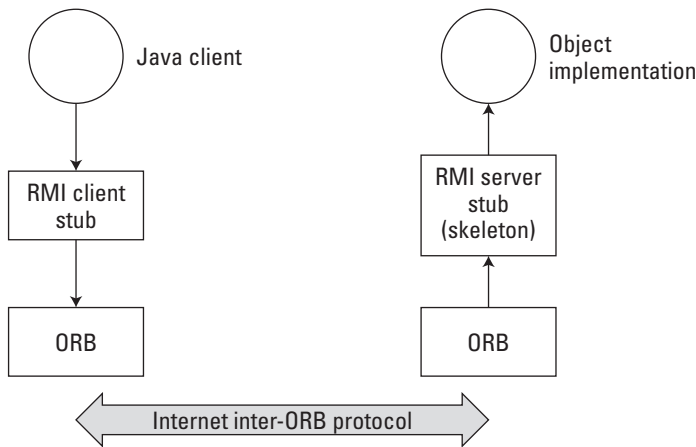 Java client
Object
implementation
RMI client
stub
RMI server
stub
(skeleton)
ORB
ORB
Internet inter-ORB protocol